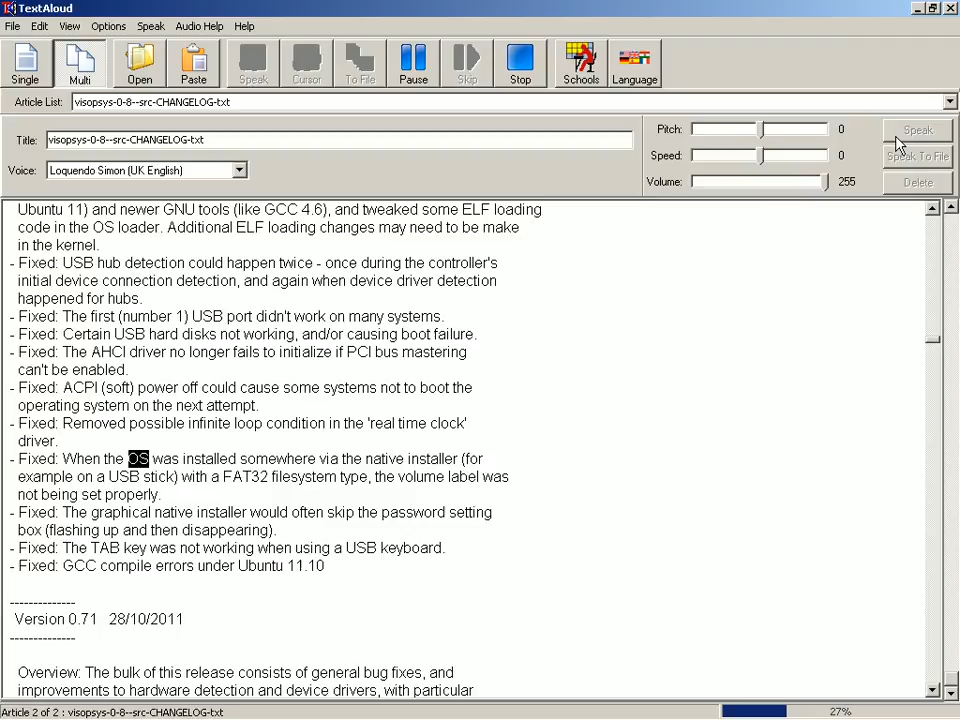 TextAloud
File Edit View Options Speak Audio Help Help
Single Multi Open Paste Speak Cursor To File Pause Skip Stop Schools Language
Article List: visopsys-0-8--src-CHANGELOG-txt
Title: visopsys-0-8--src-CHANGELOG-txt
Voice: Loquendo Simon (UK English)
Pitch: 0 Speak
Speed: 0 Speak To File
Volume: 255 Delete
Ubuntu 11) and newer GNU tools (like GCC 4.6), and tweaked some ELF loading
code in the OS loader. Additional ELF loading changes may need to be make
in the kernel.
- Fixed: USB hub detection could happen twice - once during the controller's
initial device connection detection, and again when device driver detection
happened for hubs.
- Fixed: The first (number 1) USB port didn't work on many systems.
- Fixed: Certain USB hard disks not working, and/or causing boot failure.
- Fixed: The AHCI driver no longer fails to initialize if PCI bus mastering
can't be enabled.
- Fixed: ACPI (soft) power off could cause some systems not to boot the
operating system on the next attempt.
- Fixed: Removed possible infinite loop condition in the 'real time clock'
driver.
- Fixed: When the OS was installed somewhere via the native installer (for
example on a USB stick) with a FAT32 filesystem type, the volume label was
not being set properly.
- Fixed: The graphical native installer would often skip the password setting
box (flashing up and then disappearing).
- Fixed: The TAB key was not working when using a USB keyboard.
- Fixed: GCC compile errors under Ubuntu 11.10
--------------
Version 0.71 28/10/2011
--------------
Overview: The bulk of this release consists of general bug fixes, and
improvements to hardware detection and device drivers, with particular
Article 2 of 2 : visopsys-0-8--src-CHANGELOG-txt 27%